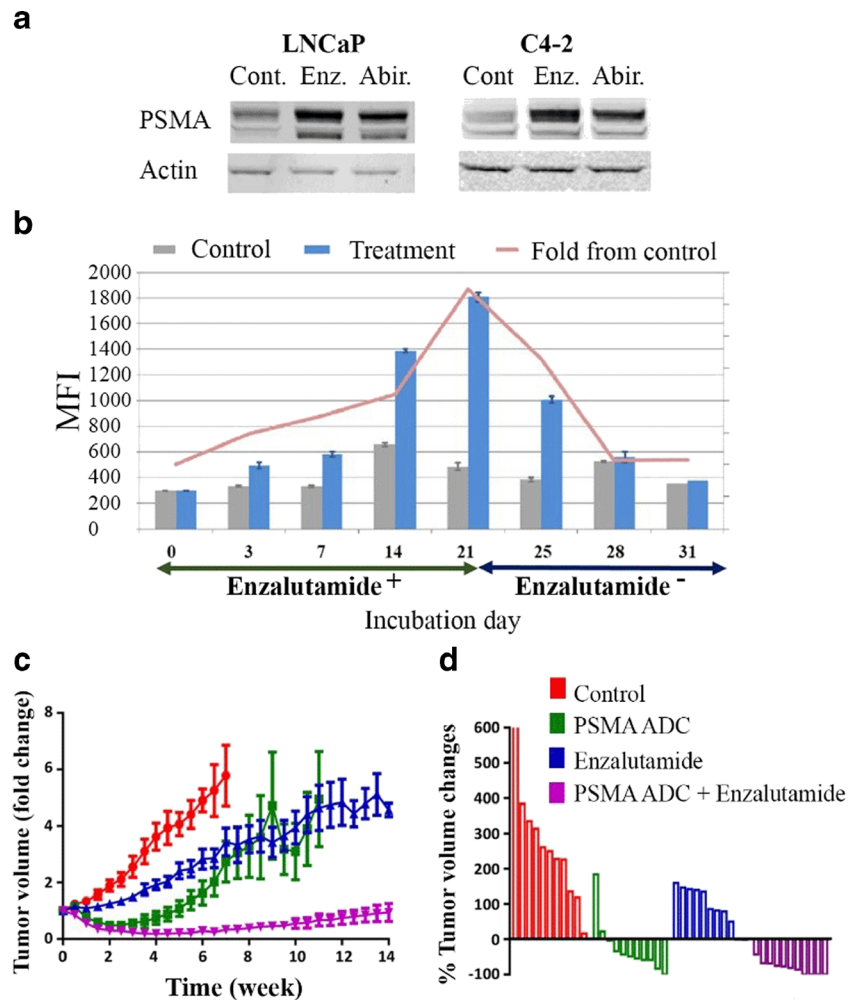 a
LNCaP C4-2
Cont. Enz. Abir. Cont Enz. Abir.
PSMA
Actin
b
Control Treatment Fold from control
MFI
2000
1800
1600
1400
1200
1000
800
600
400
200
0
0 3 7 14 21 25 28 31
Enzalutamide + Enzalutamide -
Incubation day
c
Tumor volume (fold change)
8
6
4
2
0
0 2 4 6 8 10 12 14
Time (week)
d
Control
PSMA ADC
Enzalutamide
PSMA ADC + Enzalutamide
% Tumor volume changes
600
500
400
300
200
100
0
-100